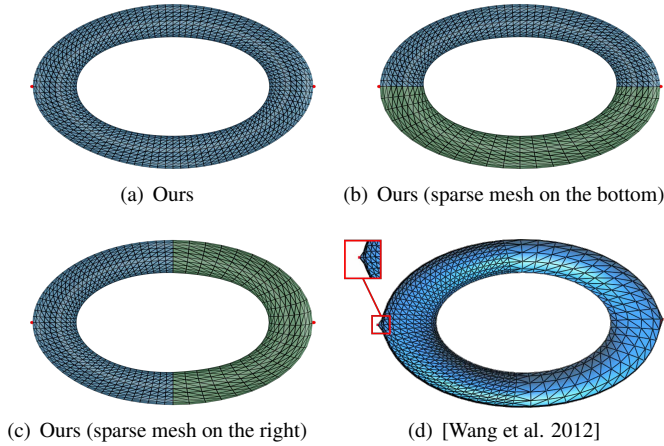 (a) Ours
(b) Ours (sparse mesh on the bottom)
(c) Ours (sparse mesh on the right)
(d) [Wang et al. 2012]